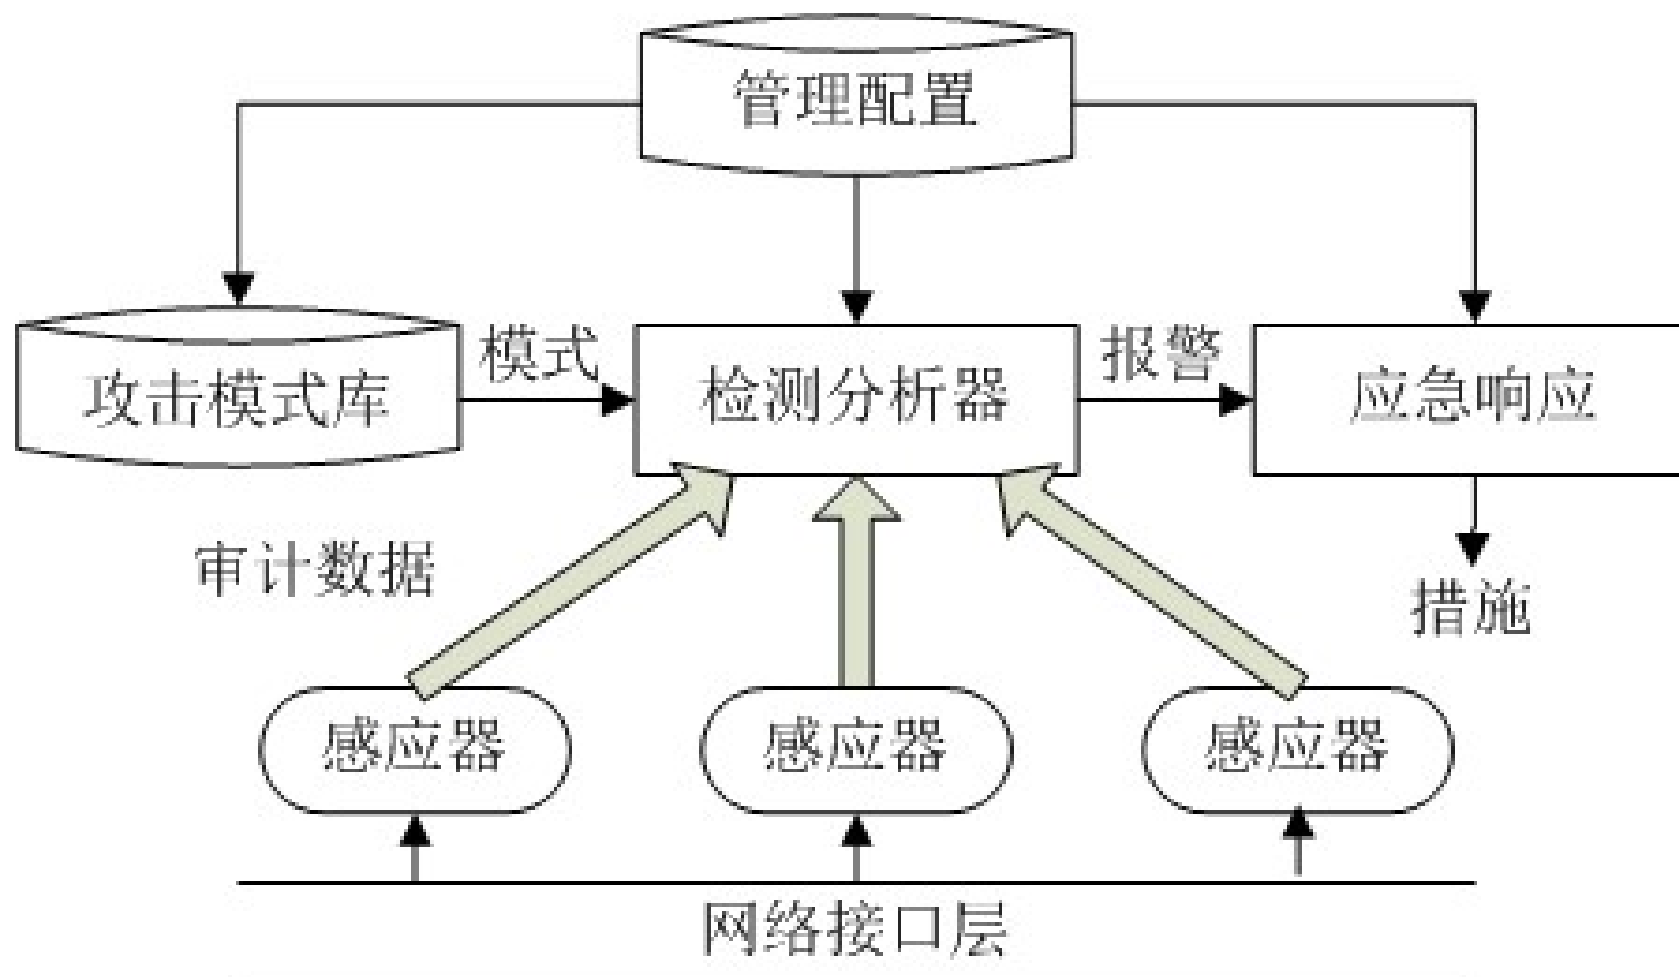 管理配置
模式
报警
攻击模式库
检测分析器
应急响应
审计数据
措施
感应器
感应器
感应器
网络接口层